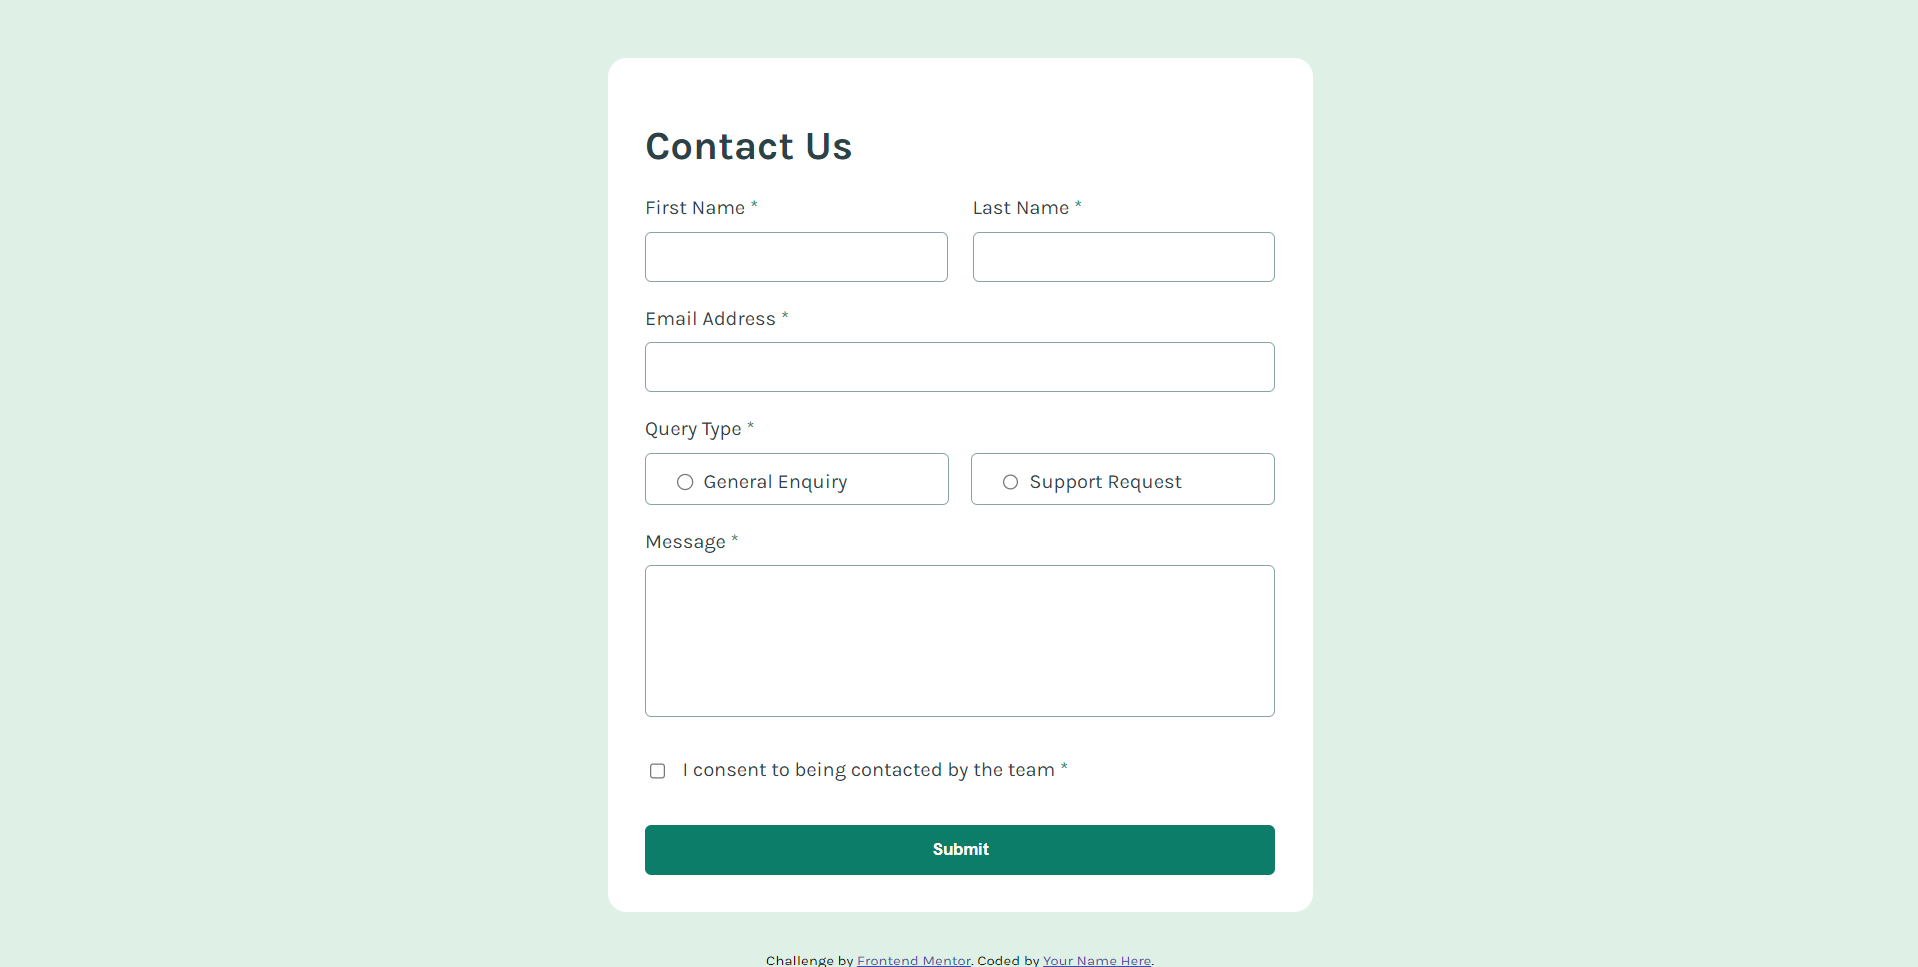 Contact Us
First Name * Last Name *
Email Address *
Query Type *
General Enquiry Support Request
Message *
I consent to being contacted by the team *
Submit
Challenge by Frontend Mentor. Coded by Your Name Here.